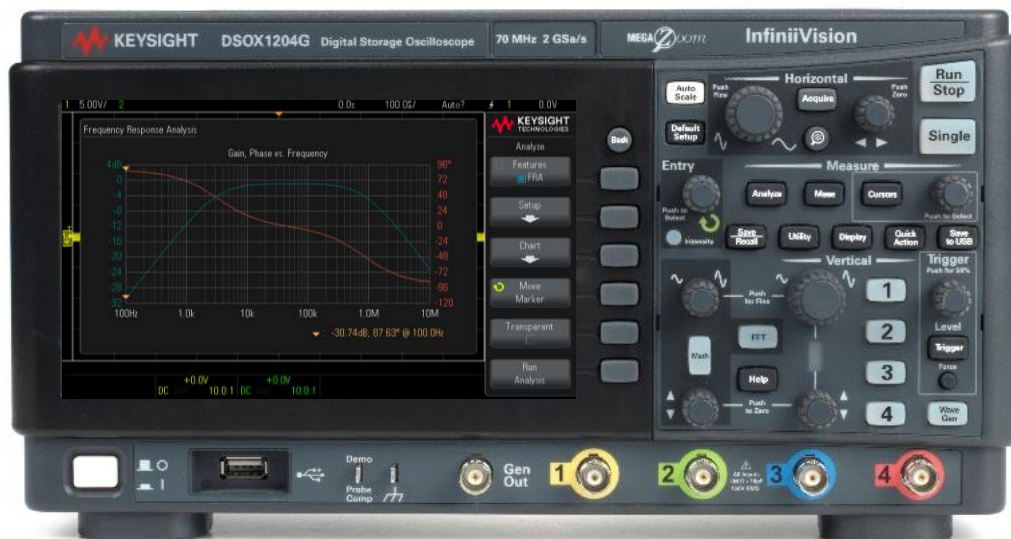 KEYSIGHT DSOX1204G Digital Storage Oscilloscope 70 MHz 2 GSa/s MEGA Zoom InfiniiVision
Horizontal
Run
Stop
Auto
Scale
Push
Fine
Acquire
Push
Zero
Default
Setup
Single
1 5.00V/ 2 0.0s 100.0%/ Auto? 1 0.0V
KEYSIGHT
TECHNOLOGIES
Analyze
Frequency Response Analysis
Gain, Phase vs. Frequency
4dB
0
-4
-8
-12
-16
-20
-24
-28
-32
96°
72
48
24
0
-24
-48
-72
-96
-120
100Hz 1.0k 10k 100k 1.0M 10M
-30.74dB, 87.63° @ 100.0Hz
Features
FRA
Setup
Chart
Move
Marker
Transparent
Run
Analysis
+0.0V +0.0V
DC 10.0:1 DC 10.0:1
Back
Entry
Push to
Select
Intensity
Measure
Analyze Meas Cursors
Push to Select
Save
Recall
Utility Display
Quick
Action
Save
to USB
Vertical
Push
for Fine
FFT
Math
Help
Push
to Zero
1
2
3
4
Trigger
Push for 50%
Level
Trigger
Force
Wave
Gen
Demo
Probe
Comp
Gen
Out
1
2
All Inputs
3
4